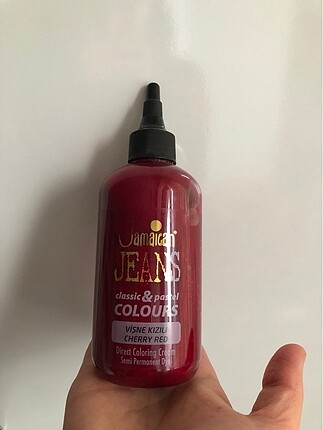 Jamaican
JEANS
classic & pastel
COLOURS
VİŞNE KIZILI
CHERRY RED
Direct Coloring Cream
Semi Permanent Dye